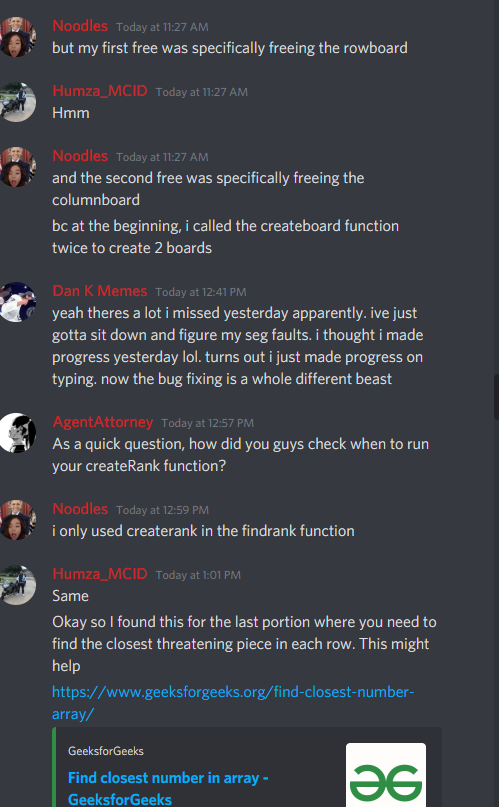 Noodles Today at 11:27 AM
but my first free was specifically freeing the rowboard
Humza_MCID Today at 11:27 AM
Hmm
Noodles Today at 11:27 AM
and the second free was specifically freeing the
columnboard
bc at the beginning, i called the createboard function
twice to create 2 boards
Dan K Memes Today at 12:41 PM
yeah theres a lot i missed yesterday apparently. ive just
gotta sit down and figure my seg faults. i thought i made
progress yesterday lol. turns out i just made progress on
typing. now the bug fixing is a whole different beast
AgentAttorney Today at 12:57 PM
As a quick question, how did you guys check when to run
your createRank function?
Noodles Today at 12:59 PM
i only used createrank in the findrank function
Humza_MCID Today at 1:01 PM
Same
Okay so I found this for the last portion where you need to
find the closest threatening piece in each row. This might
help
https://www.geeksforgeeks.org/find-closest-number-
array/
GeeksforGeeks
Find closest number in array -
GeeksforGeeks